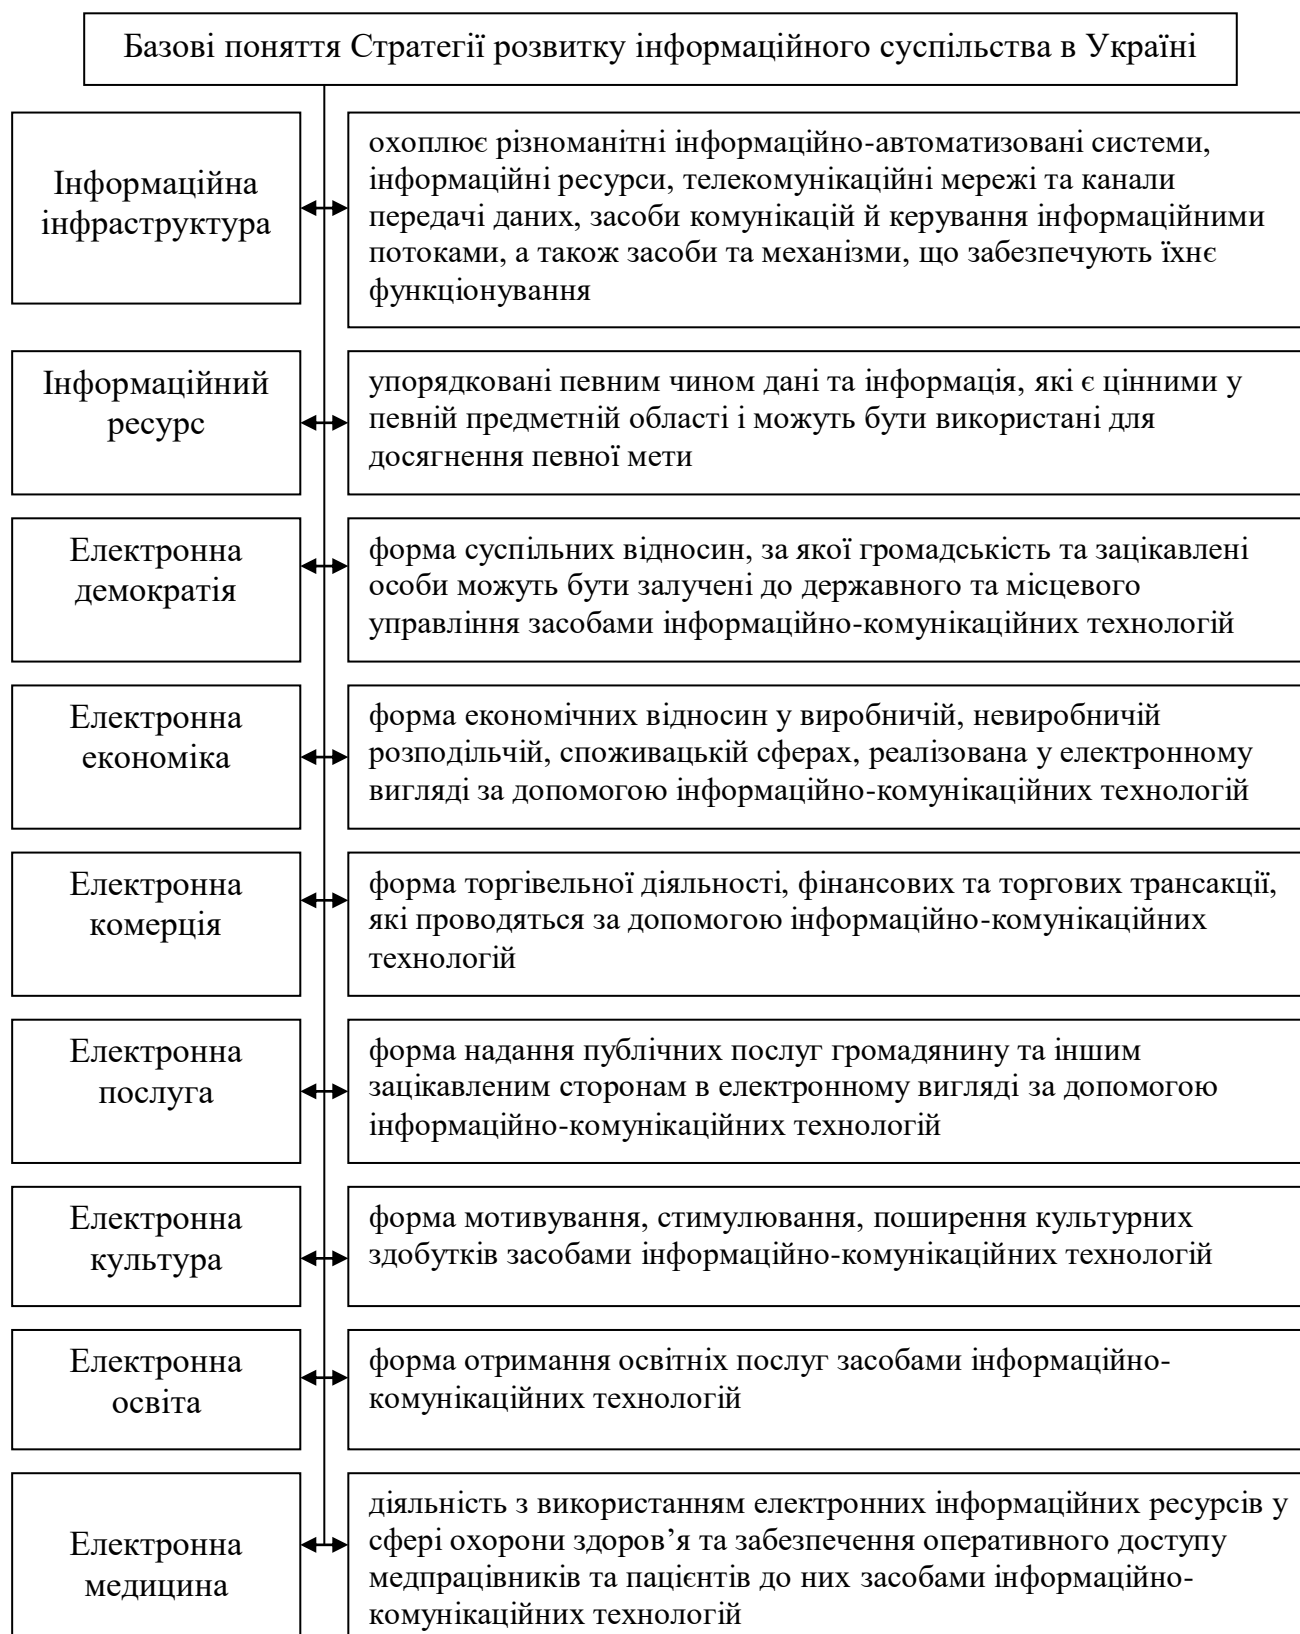 Базові поняття Стратегії розвитку інформаційного суспільства в Україні
Інформаційна
інфраструктура
охоплює різноманітні інформаційно-автоматизовані системи,
інформаційні ресурси, телекомунікаційні мережі та канали
передачі даних, засоби комунікацій й керування інформаційними
потоками, а також засоби та механізми, що забезпечують їхнє
функціонування
Інформаційний
ресурс
упорядковані певним чином дані та інформація, які є цінними у
певній предметній області і можуть бути використані для
досягнення певної мети
Електронна
демократія
форма суспільних відносин, за якої громадськість та зацікавлені
особи можуть бути залучені до державного та місцевого
управління засобами інформаційно-комунікаційних технологій
Електронна
економіка
форма економічних відносин у виробничій, невиробничій
розподільчій, споживацькій сферах, реалізована у електронному
вигляді за допомогою інформаційно-комунікаційних технологій
Електронна
комерція
форма торгівельної діяльності, фінансових та торгових трансакції,
які проводяться за допомогою інформаційно-комунікаційних
технологій
Електронна
послуга
форма надання публічних послуг громадянину та іншим
зацікавленим сторонам в електронному вигляді за допомогою
інформаційно-комунікаційних технологій
Електронна
культура
форма мотивування, стимулювання, поширення культурних
здобутків засобами інформаційно-комунікаційних технологій
Електронна
освіта
форма отримання освітніх послуг засобами інформаційно-
комунікаційних технологій
Електронна
медицина
діяльність з використанням електронних інформаційних ресурсів у
сфері охорони здоров’я та забезпечення оперативного доступу
медпрацівників та пацієнтів до них засобами інформаційно-
комунікаційних технологій